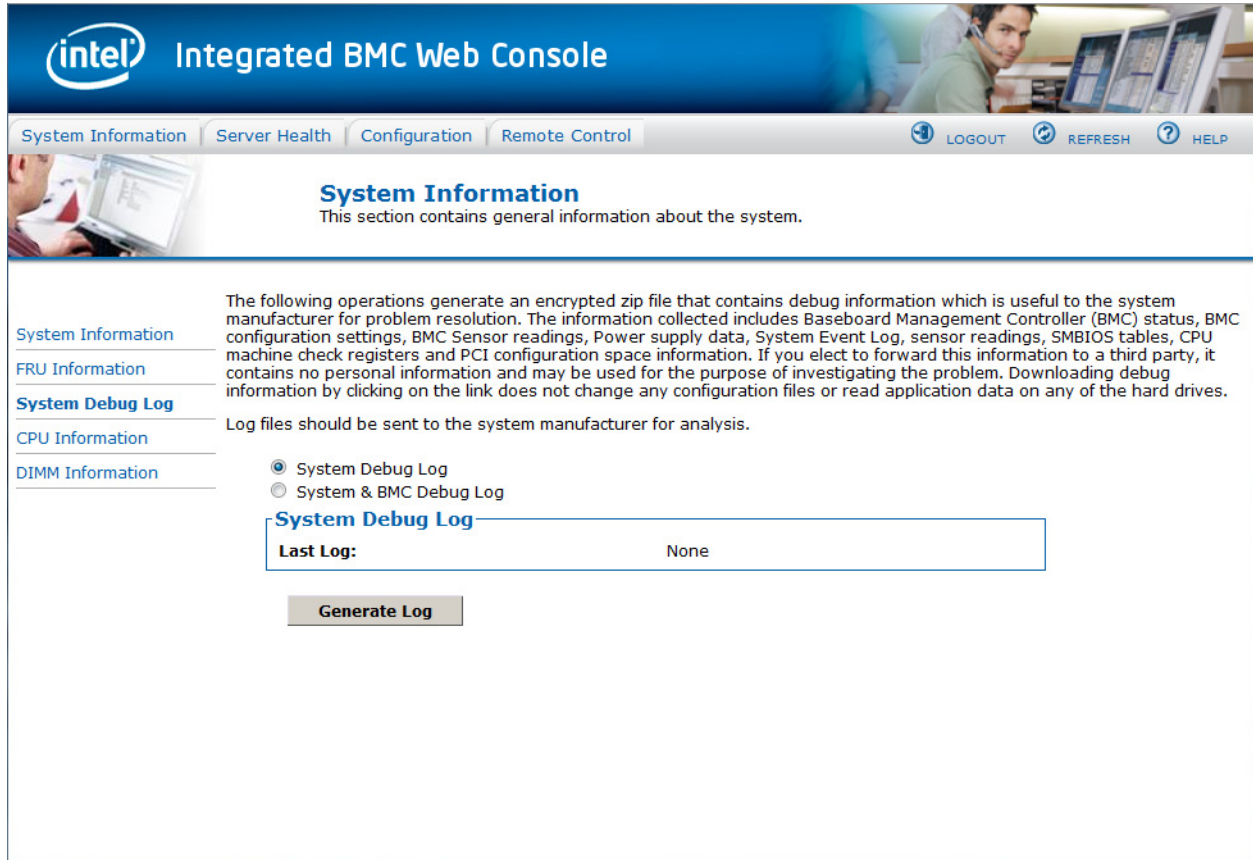 intel Integrated BMC Web Console
System Information Server Health Configuration Remote Control LOGOUT REFRESH HELP
System Information
This section contains general information about the system.
System Information
FRU Information
System Debug Log
CPU Information
DIMM Information
The following operations generate an encrypted zip file that contains debug information which is useful to the system
manufacturer for problem resolution. The information collected includes Baseboard Management Controller (BMC) status, BMC
configuration settings, BMC Sensor readings, Power supply data, System Event Log, sensor readings, SMBIOS tables, CPU
machine check registers and PCI configuration space information. If you elect to forward this information to a third party, it
contains no personal information and may be used for the purpose of investigating the problem. Downloading debug
information by clicking on the link does not change any configuration files or read application data on any of the hard drives.
Log files should be sent to the system manufacturer for analysis.
System Debug Log
System & BMC Debug Log
System Debug Log
Last Log: None
Generate Log